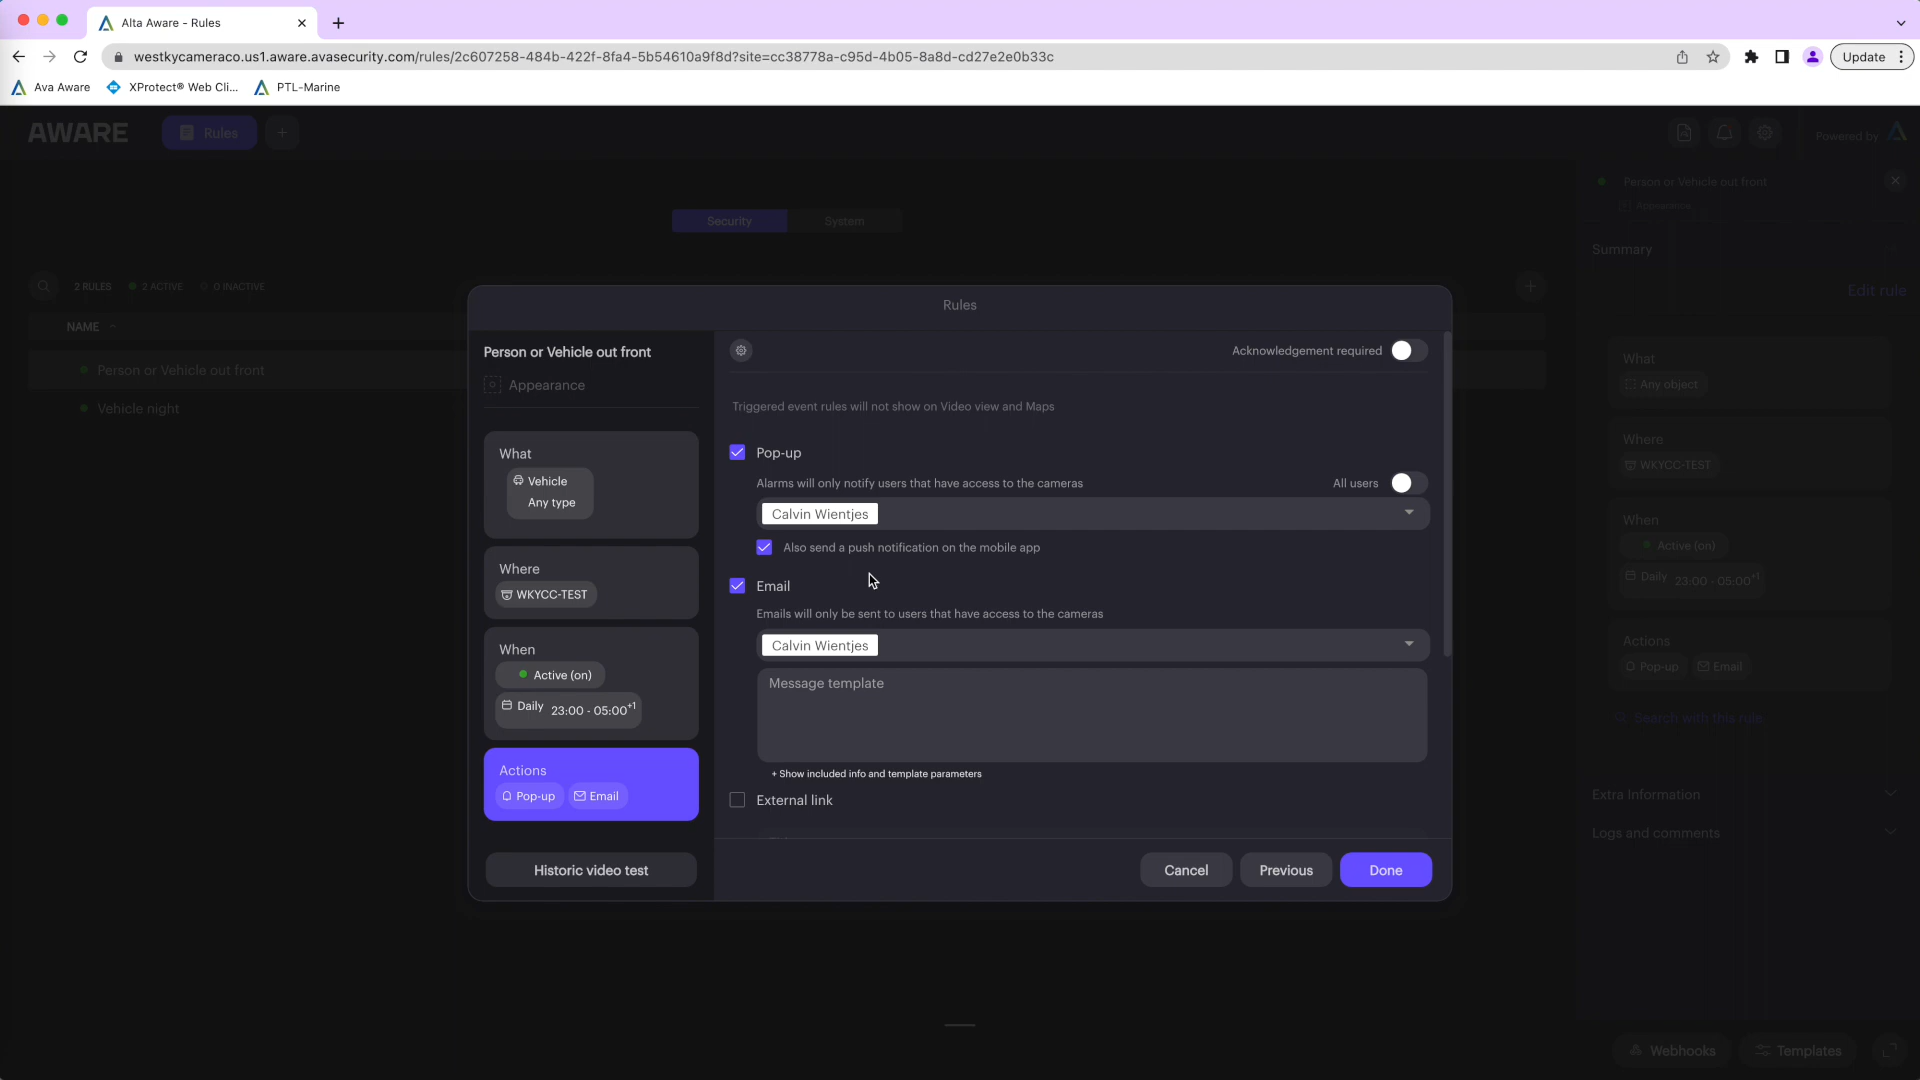 Alta Aware - Rules
westkycameraco.us1.aware.avasecurity.com/rules/2c607258-484b-422f-8fa4-5b54610a9f8d?site=cc38778a-c95d-4b05-8a8d-cd27e2e0b33c
Update
Ava Aware
XProtect® Web Cli...
PTL-Marine
AWARE
Rules
Powered by
Person or Vehicle out front
Appearance
Security
System
Summary
2 RULES
2 ACTIVE
0 INACTIVE
Edit rule
NAME
Person or Vehicle out front
Vehicle night
Rules
Person or Vehicle out front
Appearance
What
Vehicle
Any type
Where
WKYCC-TEST
When
Active (on)
Daily 23:00 - 05:00+1
Actions
Pop-up
Email
Historic video test
Acknowledgement required
Triggered event rules will not show on Video view and Maps
Pop-up
Alarms will only notify users that have access to the cameras
All users
Calvin Wientjes
Also send a push notification on the mobile app
Email
Emails will only be sent to users that have access to the cameras
Calvin Wientjes
Message template
+ Show included info and template parameters
External link
Cancel
Previous
Done
What
Any object
Where
WKYCC-TEST
When
Active (on)
Daily 23:00 - 05:00+1
Actions
Pop-up
Email
Search with this rule
Extra Information
Logs and comments
Webhooks
Templates